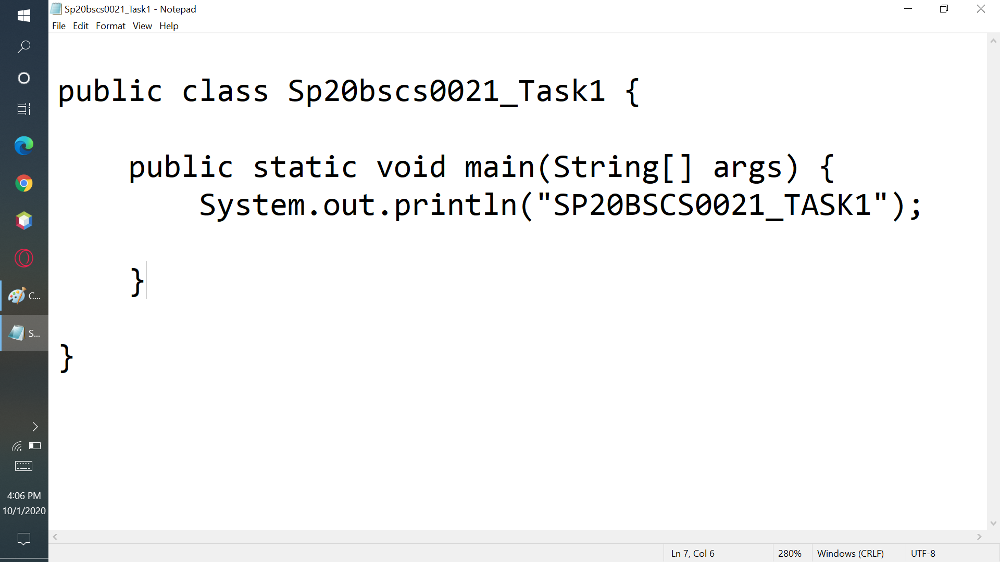 Sp20bscs0021_Task1 - Notepad
File Edit Format View Help
public class Sp20bscs0021_Task1 {
public static void main(String[] args) {
System.out.println("SP20BSCS0021_TASK1");
}
}
C...
S...
4:06 PM
10/1/2020
Ln 7, Col 6 280% Windows (CRLF) UTF-8